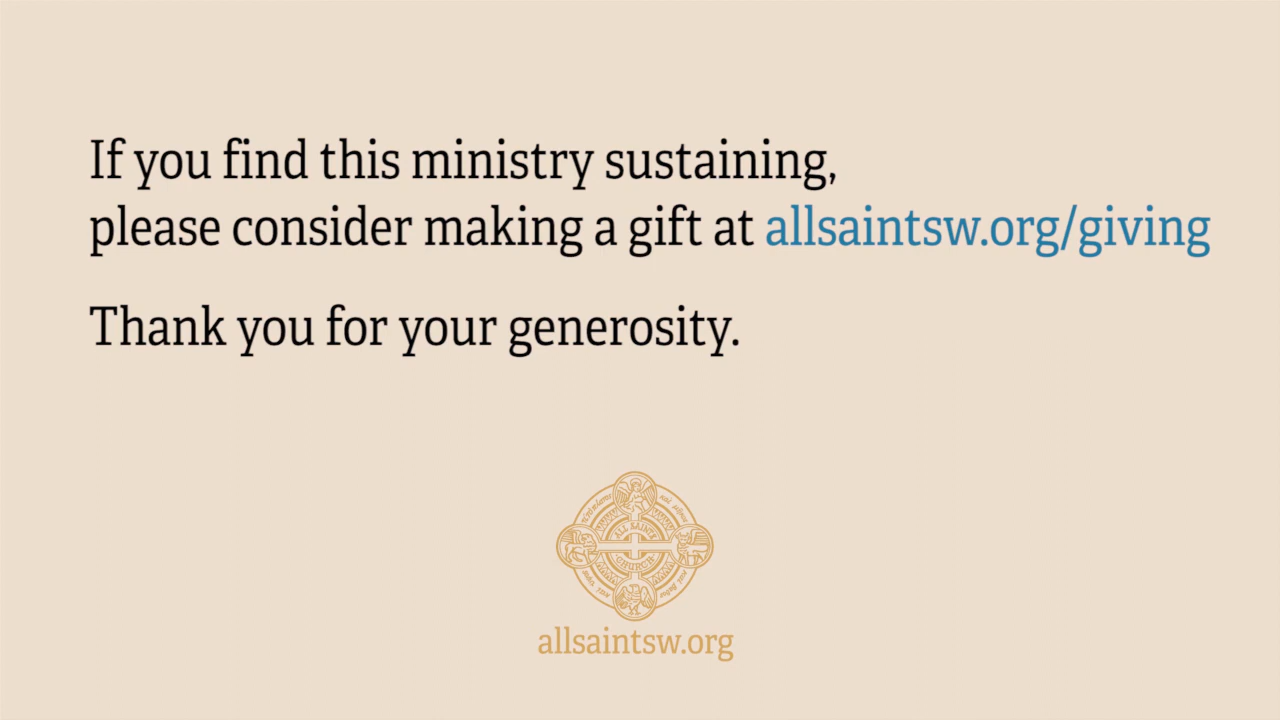 If you find this ministry sustaining,
please consider making a gift at allsaintsw.org/giving
Thank you for your generosity.
ALL SAINTS
CHURCH
allsaintsw.org